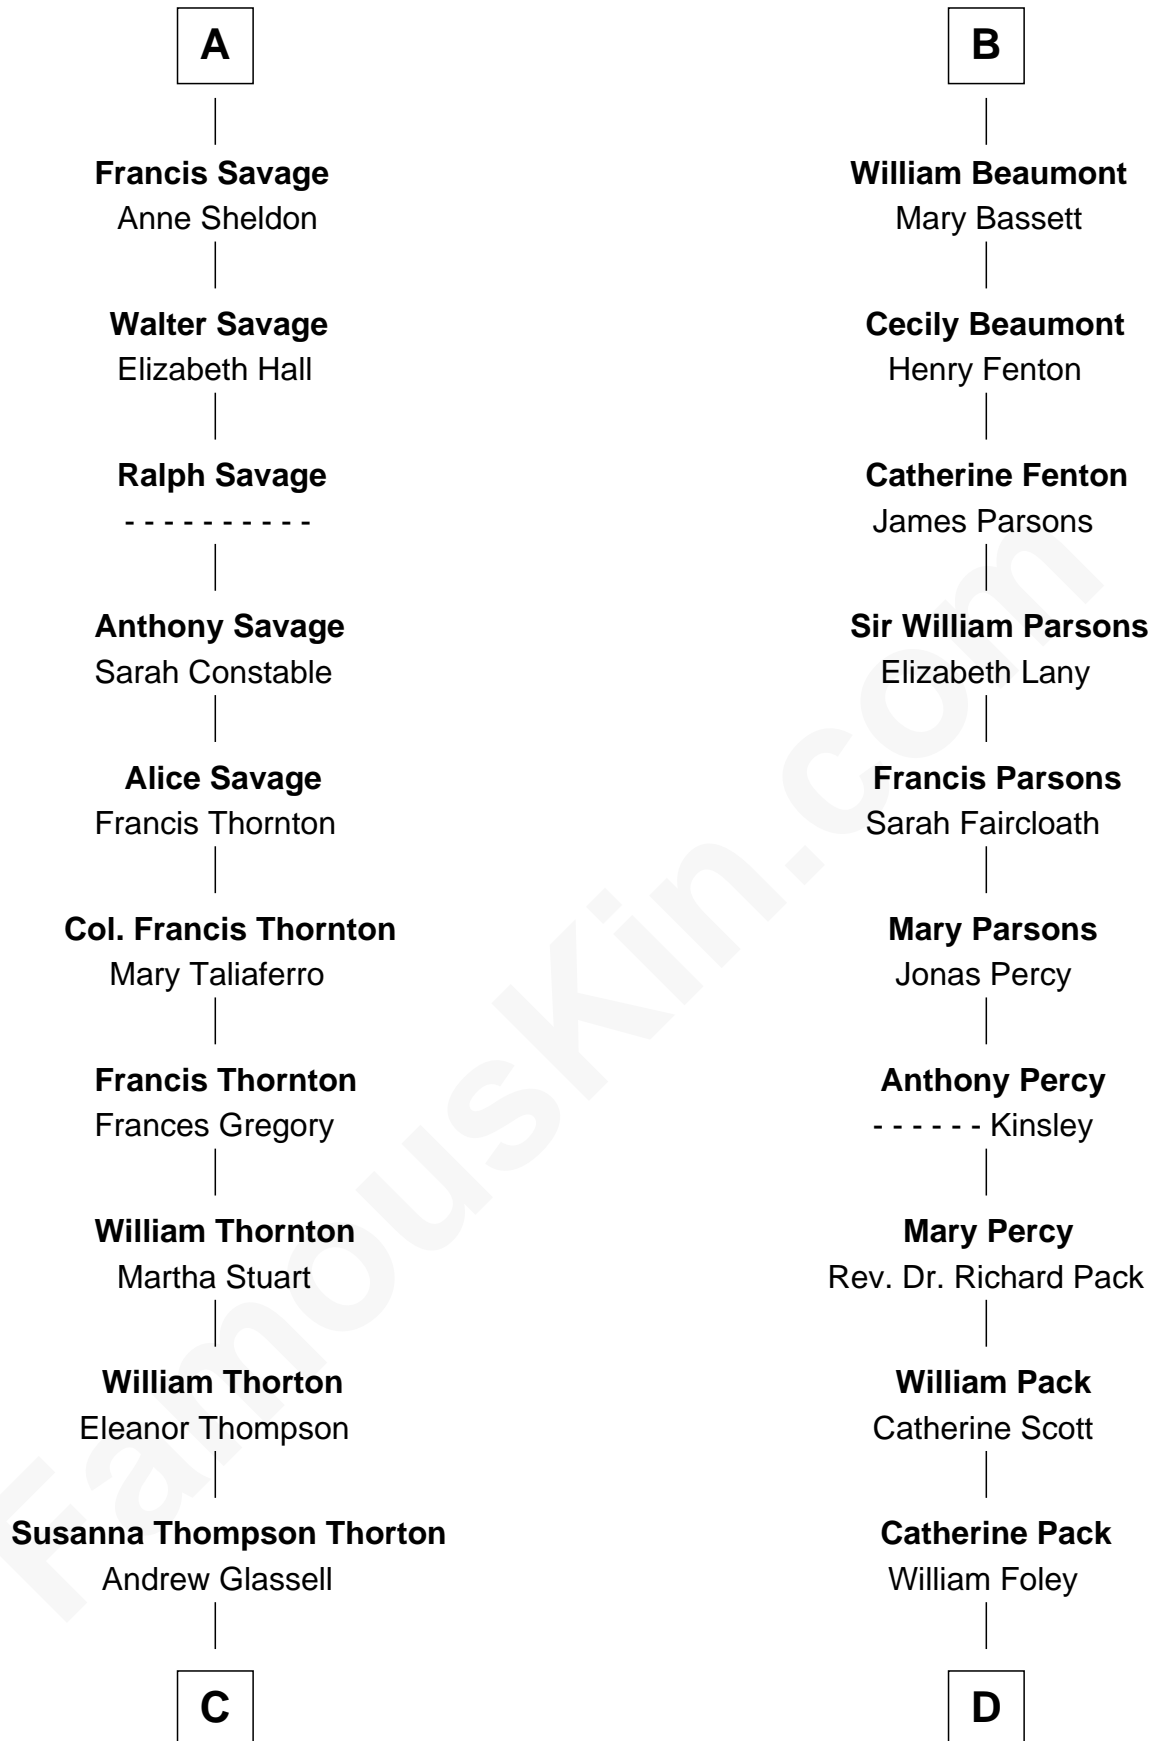 A
Francis Savage
Anne Sheldon
Walter Savage
Elizabeth Hall
Ralph Savage
- - - - - - - - - -
Anthony Savage
Sarah Constable
Alice Savage
Francis Thornton
Col. Francis Thornton
Mary Taliaferro
Francis Thornton
Frances Gregory
William Thornton
Martha Stuart
William Thorton
Eleanor Thompson
Susanna Thompson Thorton
Andrew Glassell
C
B
William Beaumont
Mary Bassett
Cecily Beaumont
Henry Fenton
Catherine Fenton
James Parsons
Sir William Parsons
Elizabeth Lany
Francis Parsons
Sarah Faircloath
Mary Parsons
Jonas Percy
Anthony Percy
- - - - - - Kinsley
Mary Percy
Rev. Dr. Richard Pack
William Pack
Catherine Scott
Catherine Pack
William Foley
D
FamousKin.com